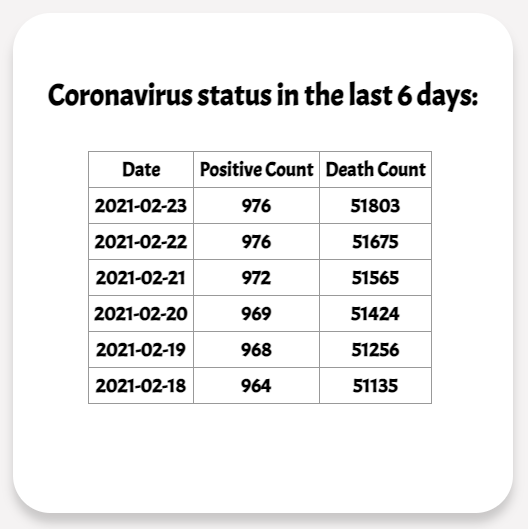 Coronavirus status in the last 6 days:
Date Positive Count Death Count
2021-02-23 976 51803
2021-02-22 976 51675
2021-02-21 972 51565
2021-02-20 969 51424
2021-02-19 968 51256
2021-02-18 964 51135